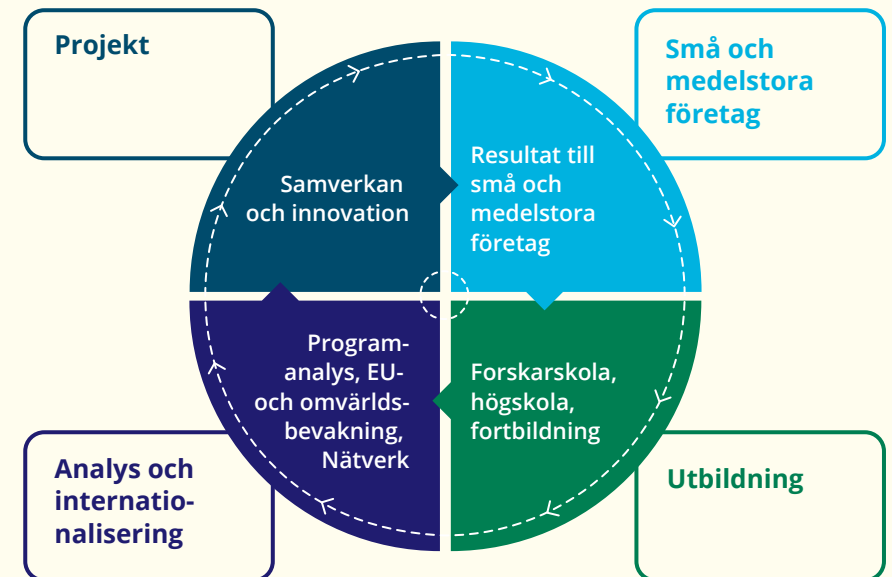 Projekt
Små och
medelstora
företag
Samverkan
och innovation
Resultat till
små och
medelstora
företag
Program-
analys, EU-
och omvärlds-
bevakning,
Nätverk
Forskarskola,
högskola,
fortbildning
Analys och
internatio-
nalisering
Utbildning